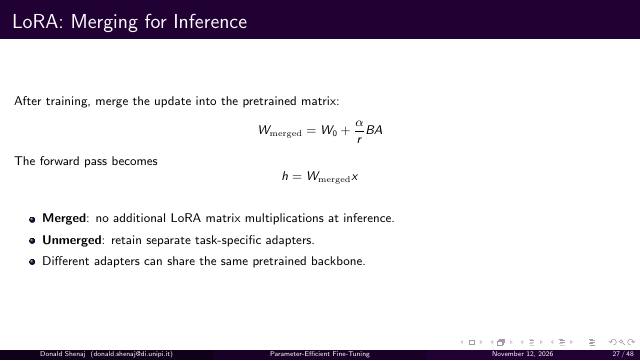 LoRA: Merging for Inference
After training, merge the update into the pretrained matrix:
W_merged = W_0 + α/r BA
The forward pass becomes
h = W_merged x
Merged: no additional LoRA matrix multiplications at inference.
Unmerged: retain separate task-specific adapters.
Different adapters can share the same pretrained backbone.
Donald Shenaj (donald.shenaj@di.unipi.it) Parameter-Efficient Fine-Tuning November 12, 2026 27 / 48